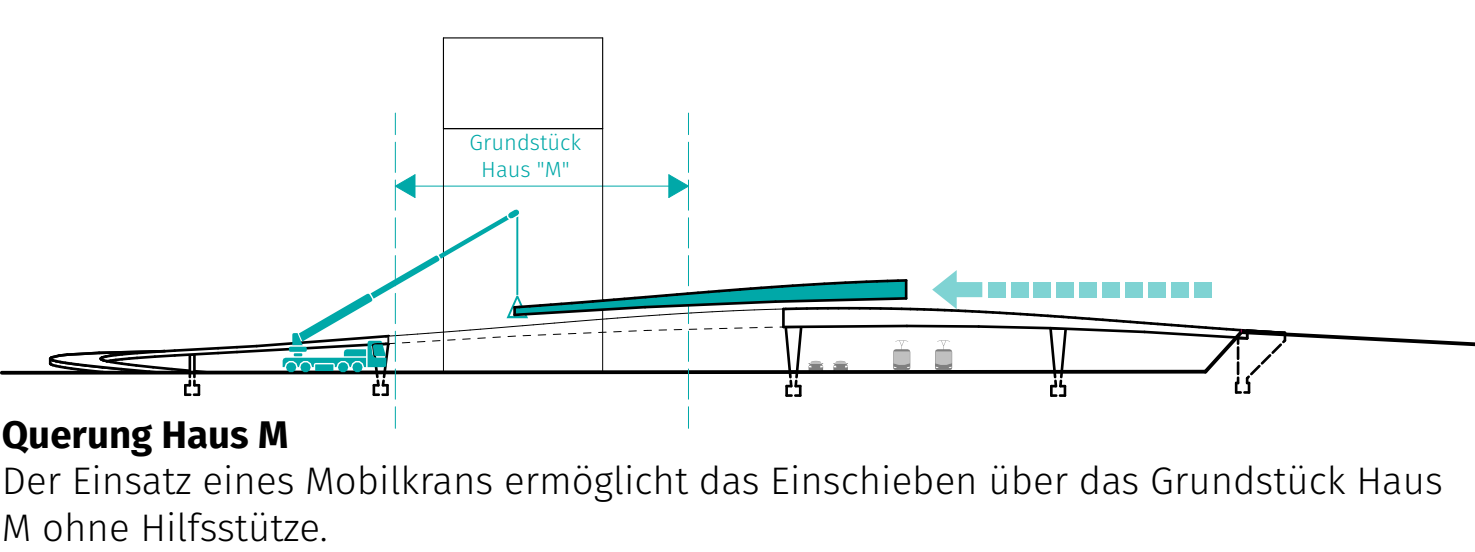 Grundstück
Haus "M"
Querung Haus M
Der Einsatz eines Mobilkrans ermöglicht das Einschieben über das Grundstück Haus
M ohne Hilfsstütze.